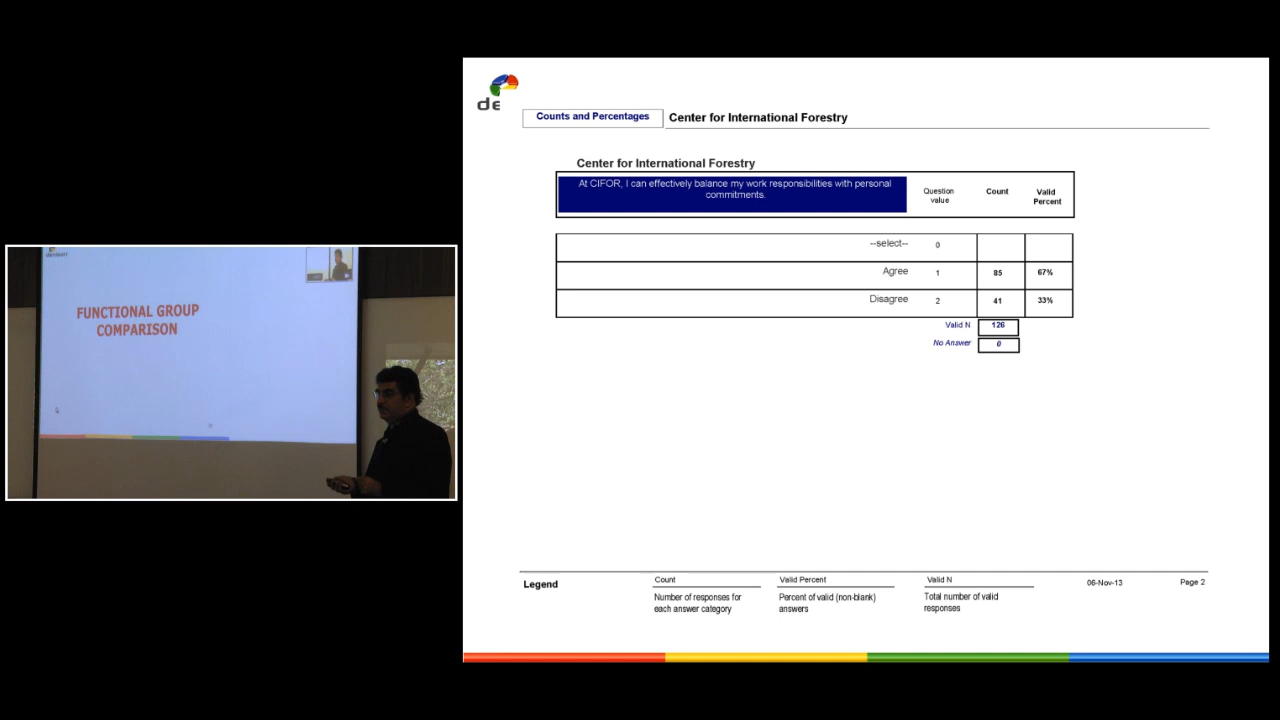 FUNCTIONAL GROUP
COMPARISON
de
Counts and Percentages
Center for International Forestry
Center for International Forestry
At CIFOR, I can effectively balance my work responsibilities with personal
commitments.
Question
value
Count
Valid
Percent
--select-- 0
Agree 1 85 67%
Disagree 2 41 33%
Valid N 126
No Answer 0
Legend
Count
Number of responses for
each answer category
Valid Percent
Percent of valid (non-blank)
answers
Valid N
Total number of valid
responses
06-Nov-13
Page 2